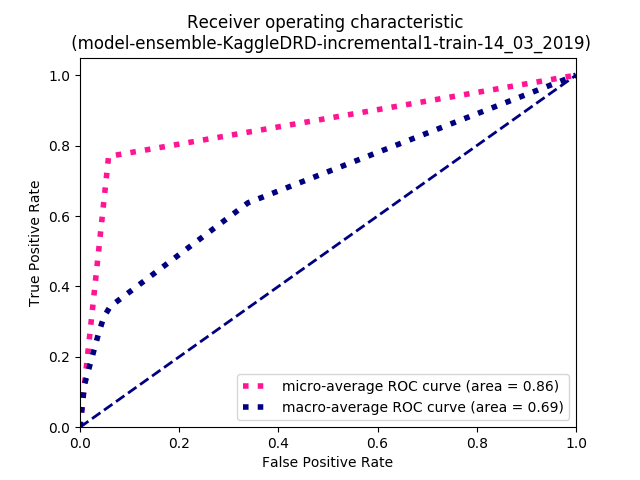 Receiver operating characteristic
(model-ensemble-KaggleDRD-incremental1-train-14_03_2019)
1.0
0.8
0.6
0.4
0.2
0.0
True Positive Rate
micro-average ROC curve (area = 0.86)
macro-average ROC curve (area = 0.69)
0.0 0.2 0.4 0.6 0.8 1.0
False Positive Rate